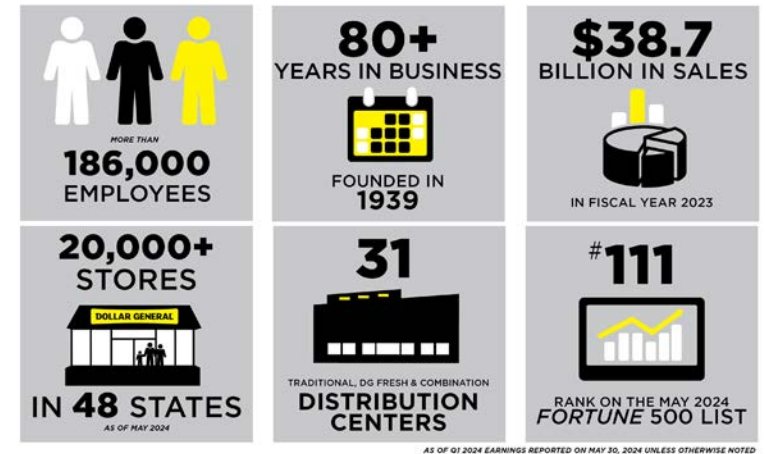 MORE THAN
186,000
EMPLOYEES
80+
YEARS IN BUSINESS
FOUNDED IN
1939
$38.7
BILLION IN SALES
IN FISCAL YEAR 2023
20,000+
STORES
DOLLAR GENERAL
IN 48 STATES
AS OF MAY 2024
31
TRADITIONAL, DG FRESH & COMBINATION
DISTRIBUTION
CENTERS
#111
RANK ON THE MAY 2024
FORTUNE 500 LIST
AS OF Q1 2024 EARNINGS REPORTED ON MAY 30, 2024 UNLESS OTHERWISE NOTED